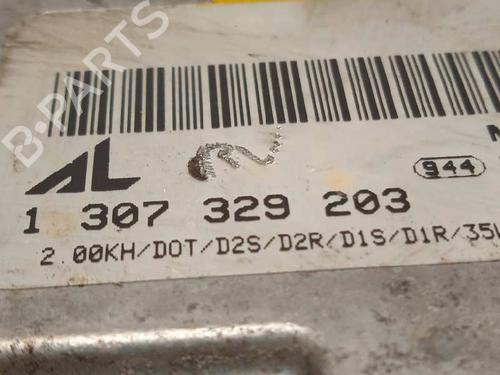 B-PARTS
AL
944
1 307 329 203
2.00KH/DOT/D2S/D2R/D1S/D1R/35